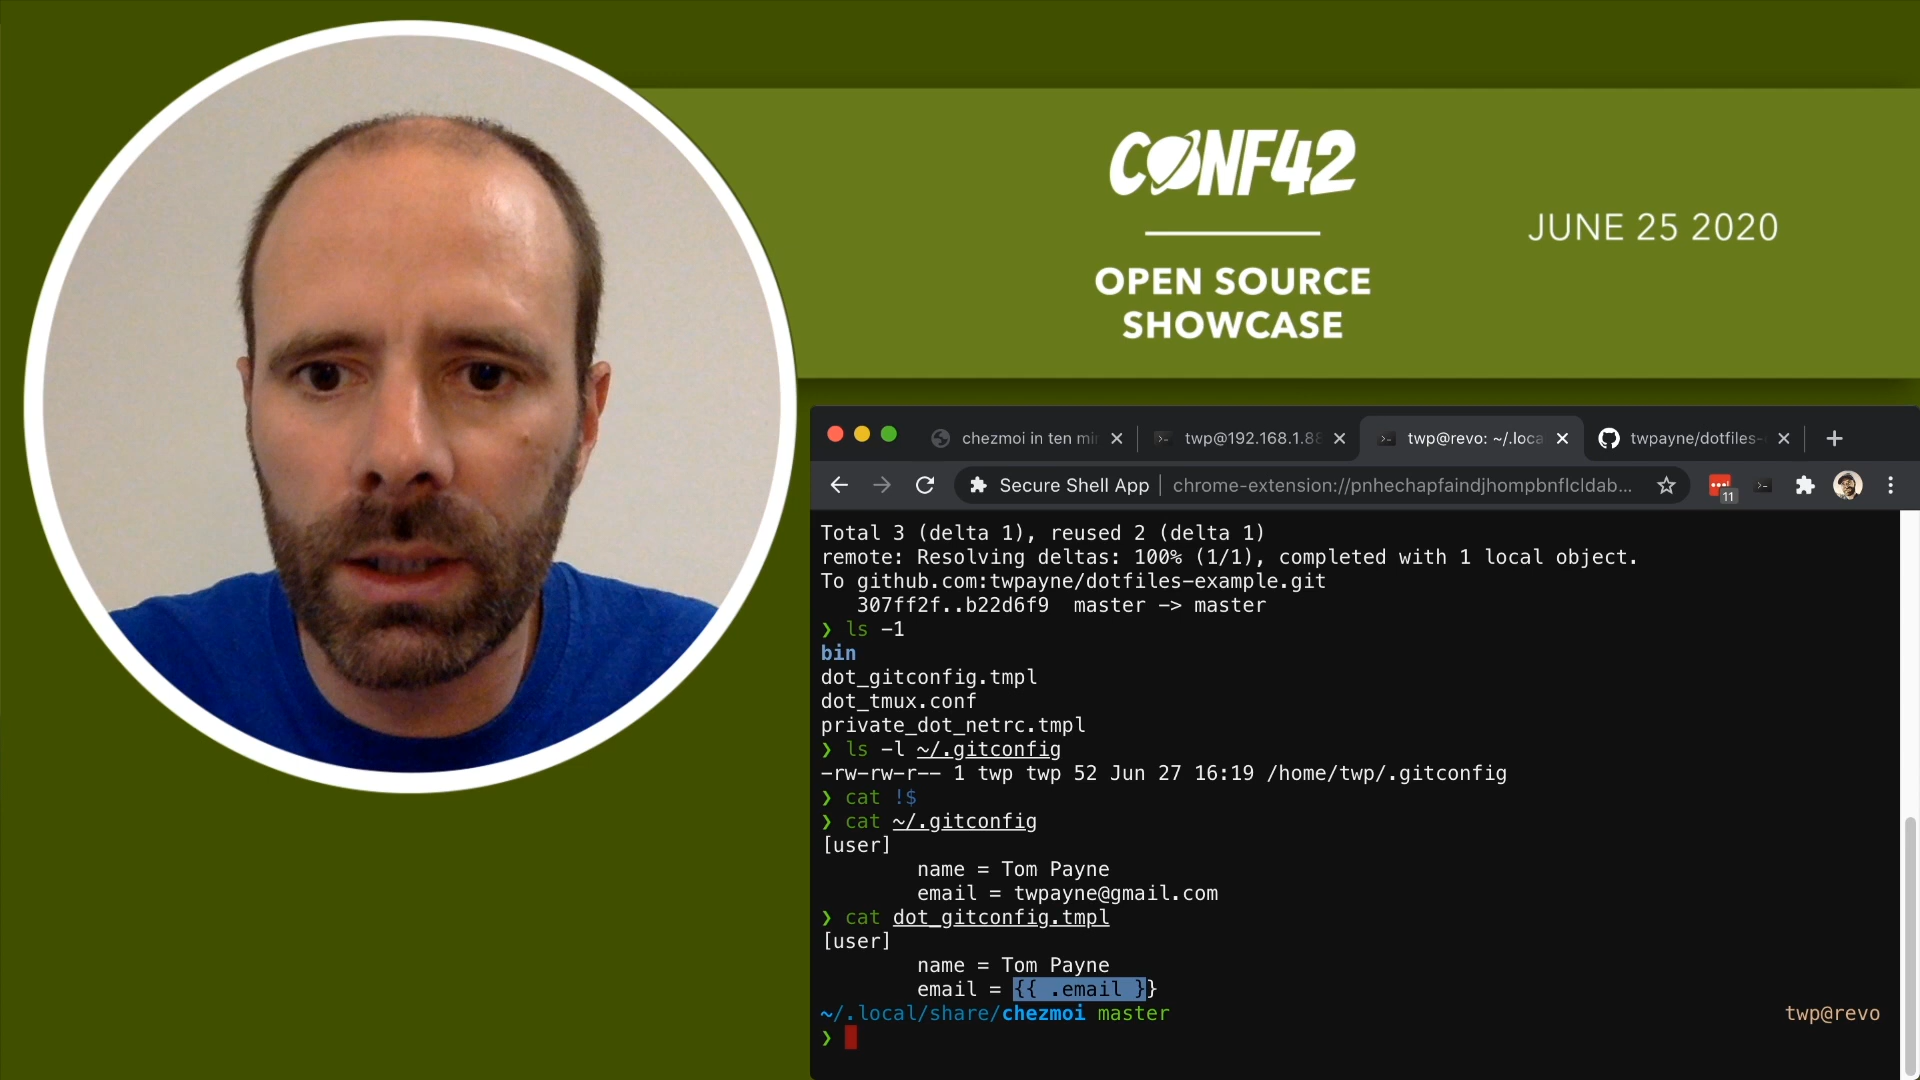 CONF42
JUNE 25 2020
OPEN SOURCE
SHOWCASE
chezmoi in ten mi
twp@192.168.1.88
twp@revo: ~/.loca
twpayne/dotfiles-
Secure Shell App | chrome-extension://pnhechapfaindjhompbnflcldab...
11
Total 3 (delta 1), reused 2 (delta 1)
remote: Resolving deltas: 100% (1/1), completed with 1 local object.
To github.com:twpayne/dotfiles-example.git
307ff2f..b22d6f9  master -> master
❯ ls -1
bin
dot_gitconfig.tmpl
dot_tmux.conf
private_dot_netrc.tmpl
❯ ls -l ~/.gitconfig
-rw-rw-r-- 1 twp twp 52 Jun 27 16:19 /home/twp/.gitconfig
❯ cat !$
❯ cat ~/.gitconfig
[user]
name = Tom Payne
email = twpayne@gmail.com
❯ cat dot_gitconfig.tmpl
[user]
name = Tom Payne
email = {{ .email }}
~/.local/share/chezmoi master twp@revo
❯